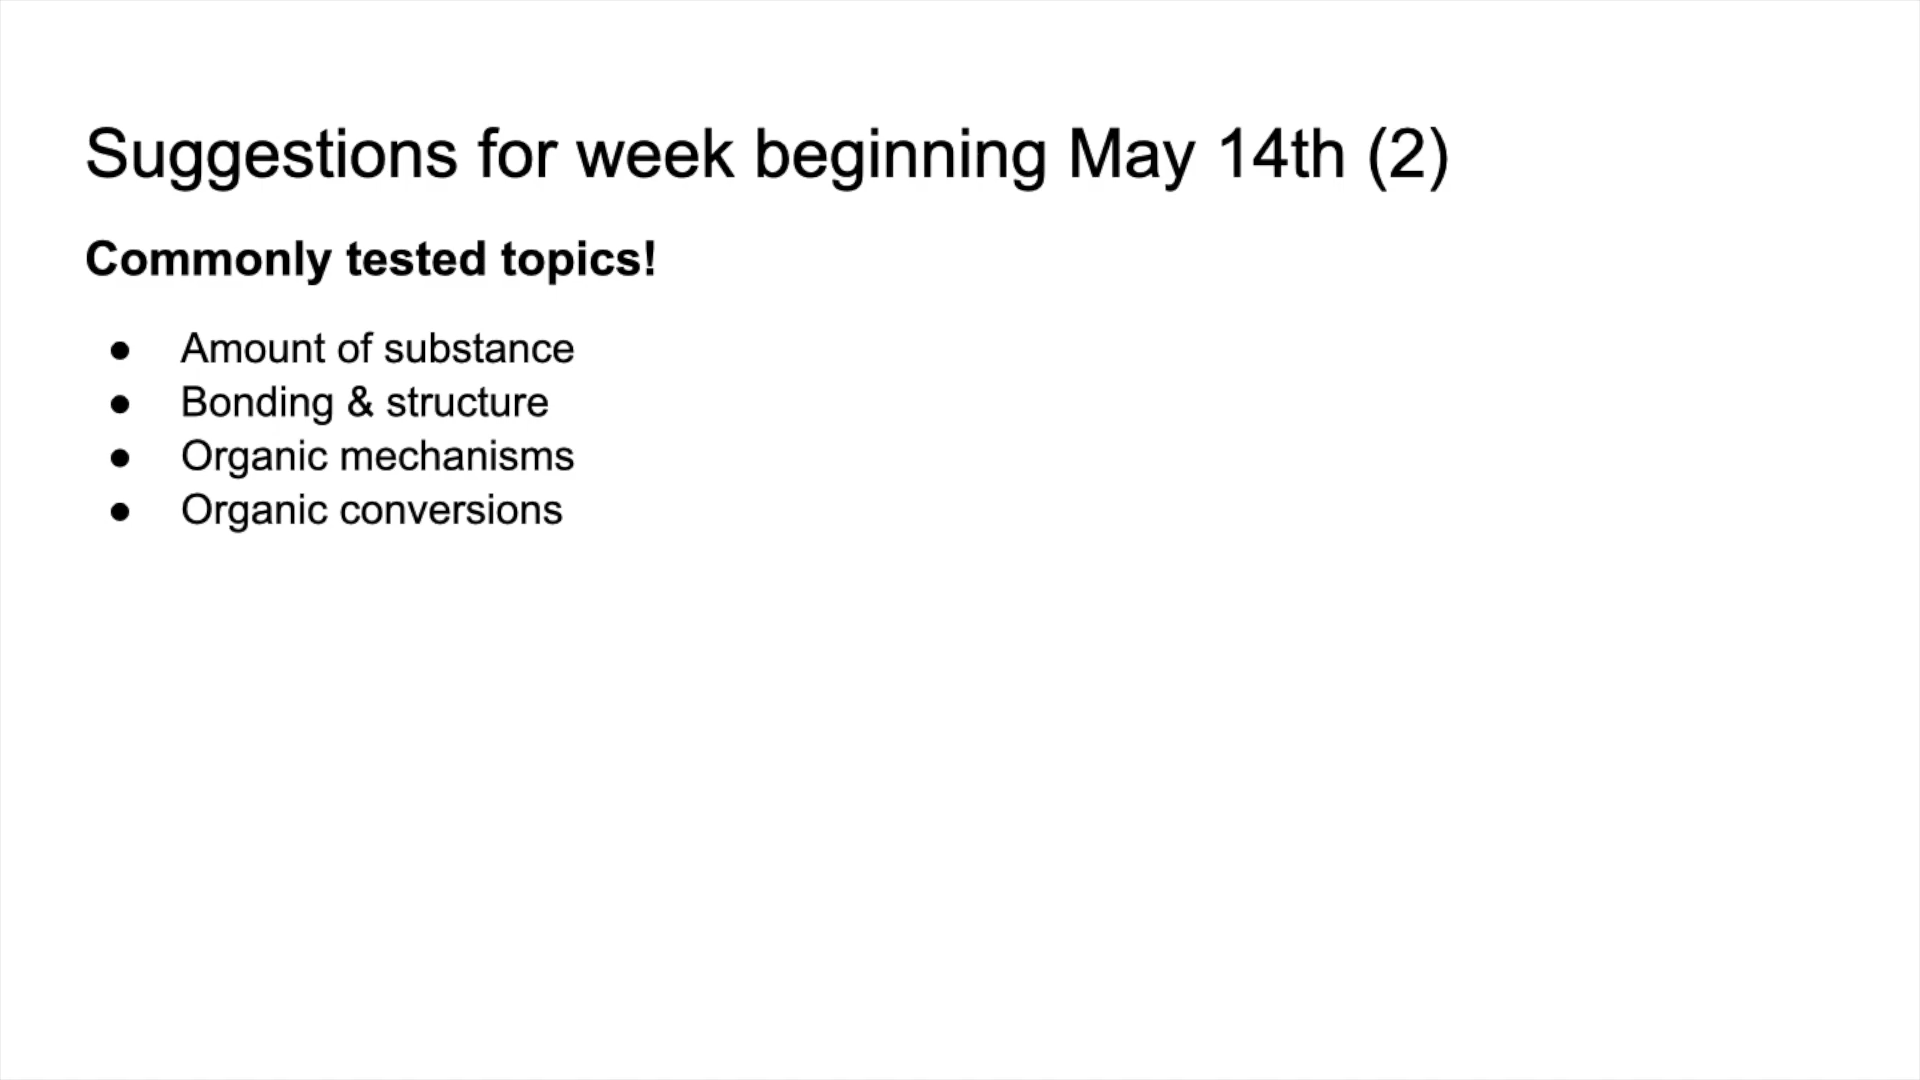 Suggestions for week beginning May 14th (2)
Commonly tested topics!
● Amount of substance
● Bonding & structure
● Organic mechanisms
● Organic conversions